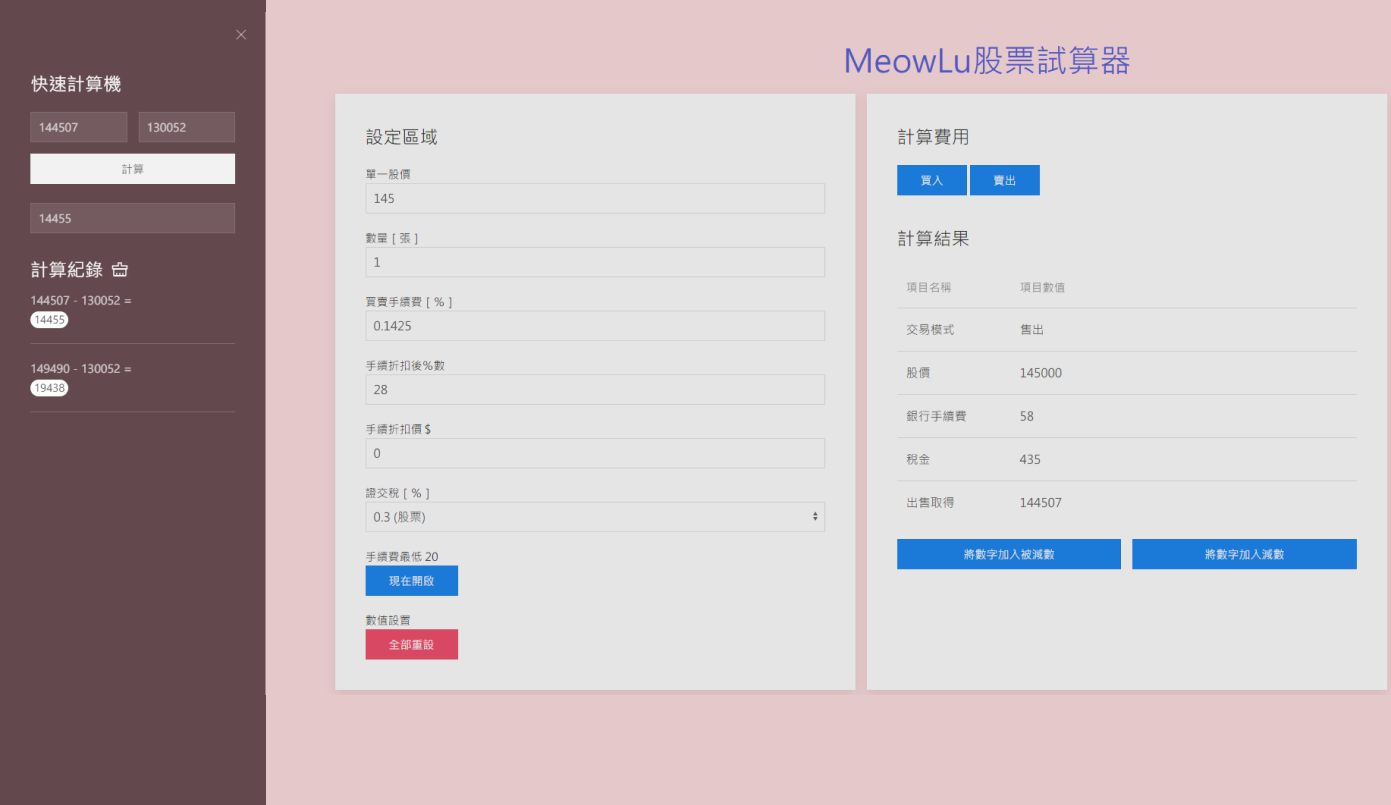 快速計算機
144507
130052
計算
14455
計算紀錄
144507 - 130052 =
14455
149490 - 130052 =
19438
MeowLu股票試算器
設定區域
單一股價
145
數量 [ 張 ]
1
買賣手續費 [ % ]
0.1425
手續折扣後%數
28
手續折扣價 $
0
證交稅 [ % ]
0.3 (股票)
手續費最低 20
現在開啟
數值設置
全部重設
計算費用
買入
賣出
計算結果
項目名稱 項目數值
交易模式 售出
股價 145000
銀行手續費 58
稅金 435
出售取得 144507
將數字加入被減數
將數字加入減數